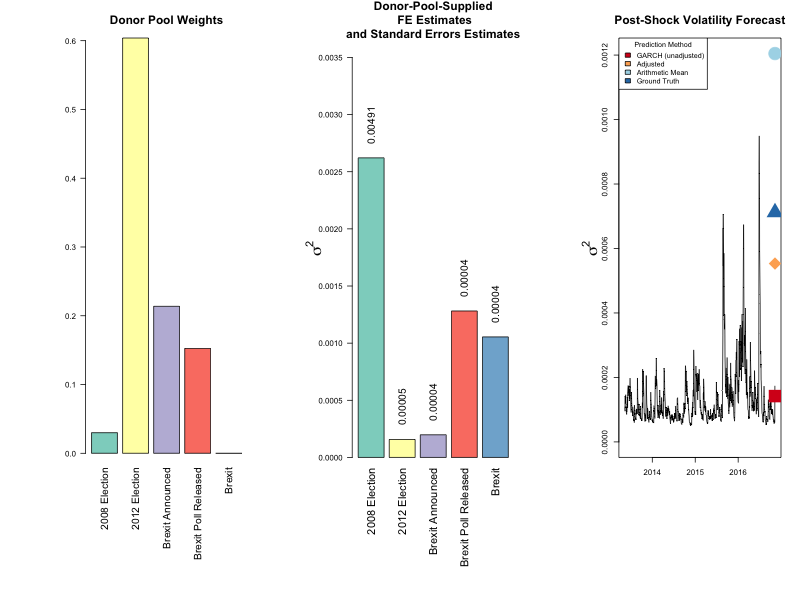 Donor Pool Weights
0.6
0.5
0.4
0.3
0.2
0.1
0.0
2008 Election
2012 Election
Brexit Announced
Brexit Poll Released
Brexit
Donor-Pool-Supplied
FE Estimates
and Standard Errors Estimates
σ²
0.0035
0.0030
0.0025
0.0020
0.0015
0.0010
0.0005
0.0000
0.00491
0.00005
0.00004
0.00004
0.00004
2008 Election
2012 Election
Brexit Announced
Brexit Poll Released
Brexit
Post-Shock Volatility Forecast
σ²
0.0012
0.0010
0.0008
0.0006
0.0004
0.0002
0.0000
Prediction Method
GARCH (unadjusted)
Adjusted
Arithmetic Mean
Ground Truth
2014
2015
2016